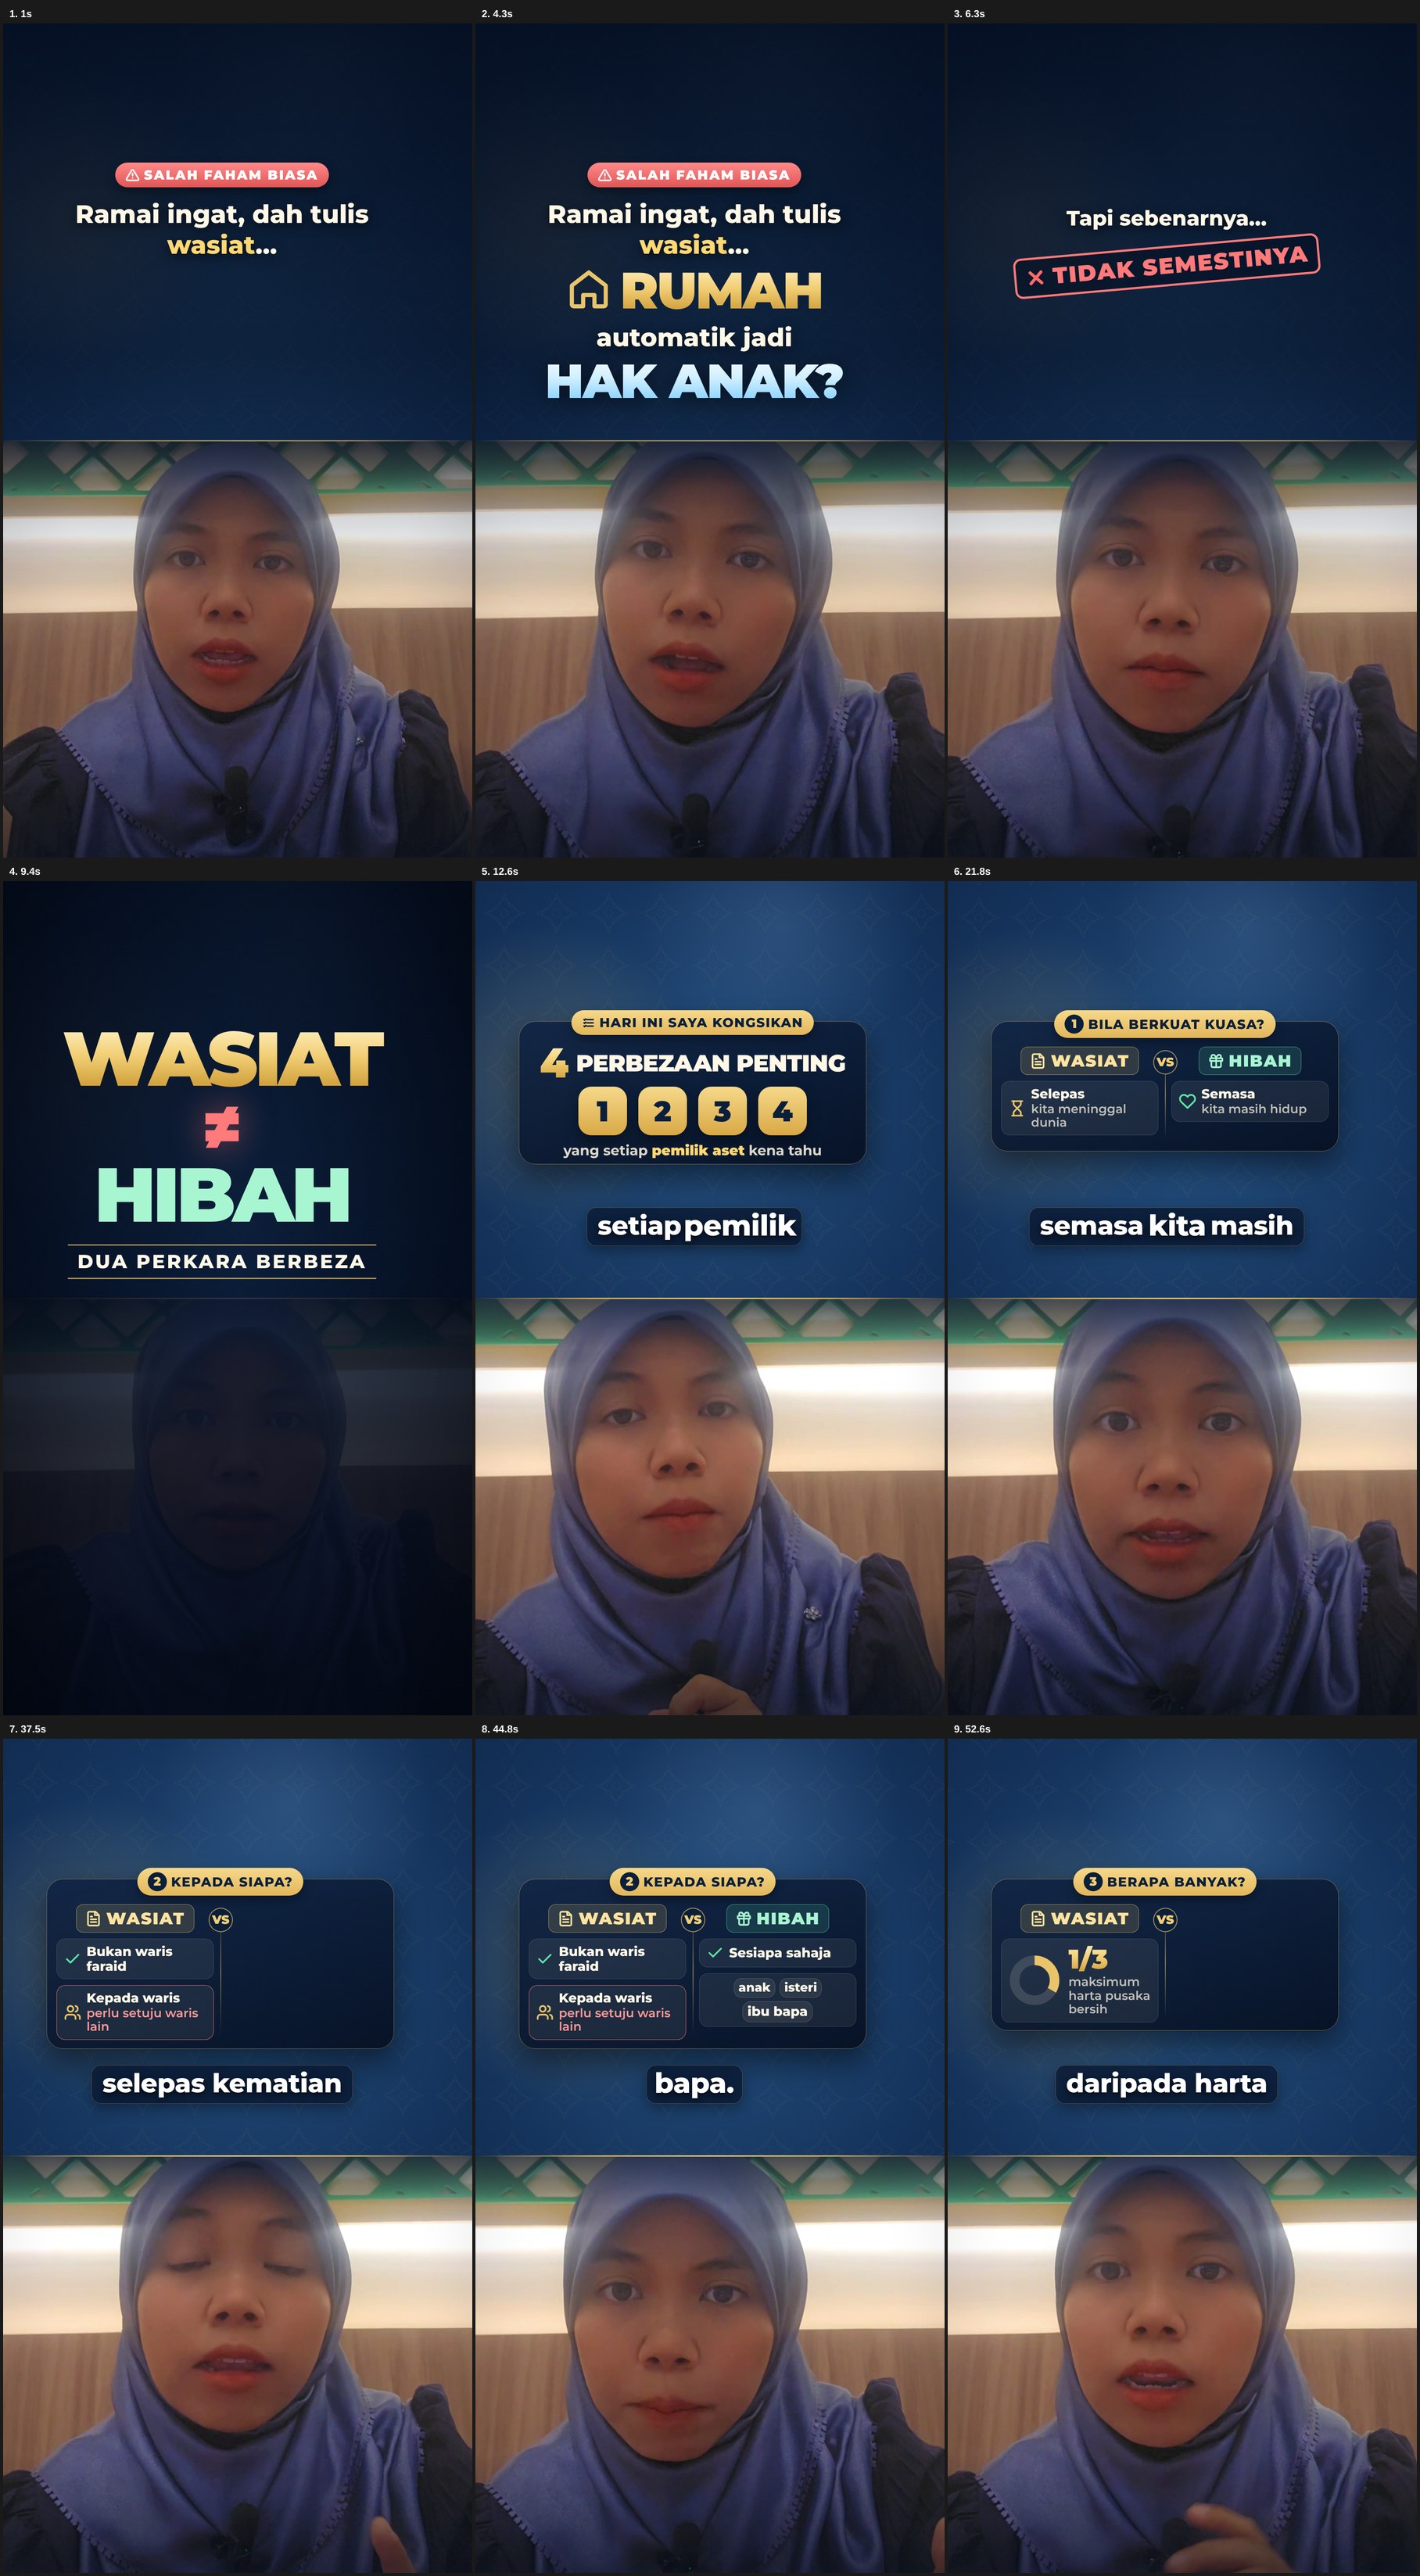 1. 1s
SALAH FAHAM BIASA
Ramai ingat, dah tulis
wasiat...
2. 4.3s
SALAH FAHAM BIASA
Ramai ingat, dah tulis
wasiat...
RUMAH
automatik jadi
HAK ANAK?
3. 6.3s
Tapi sebenarnya...
TIDAK SEMESTINYA
4. 9.4s
WASIAT
≠
HIBAH
DUA PERKARA BERBEZA
5. 12.6s
HARI INI SAYA KONGSIKAN
4 PERBEZAAN PENTING
1 2 3 4
yang setiap pemilik aset kena tahu
setiap pemilik
6. 21.8s
1 BILA BERKUAT KUASA?
WASIAT VS HIBAH
Selepas
kita meninggal
dunia
Semasa
kita masih hidup
semasa kita masih
7. 37.5s
2 KEPADA SIAPA?
WASIAT VS
Bukan waris
faraid
Kepada waris
perlu setuju waris
lain
selepas kematian
8. 44.8s
2 KEPADA SIAPA?
WASIAT VS HIBAH
Bukan waris
faraid
Kepada waris
perlu setuju waris
lain
Sesiapa sahaja
anak isteri
ibu bapa
bapa.
9. 52.6s
3 BERAPA BANYAK?
WASIAT VS
1/3
maksimum
harta pusaka
bersih
daripada harta